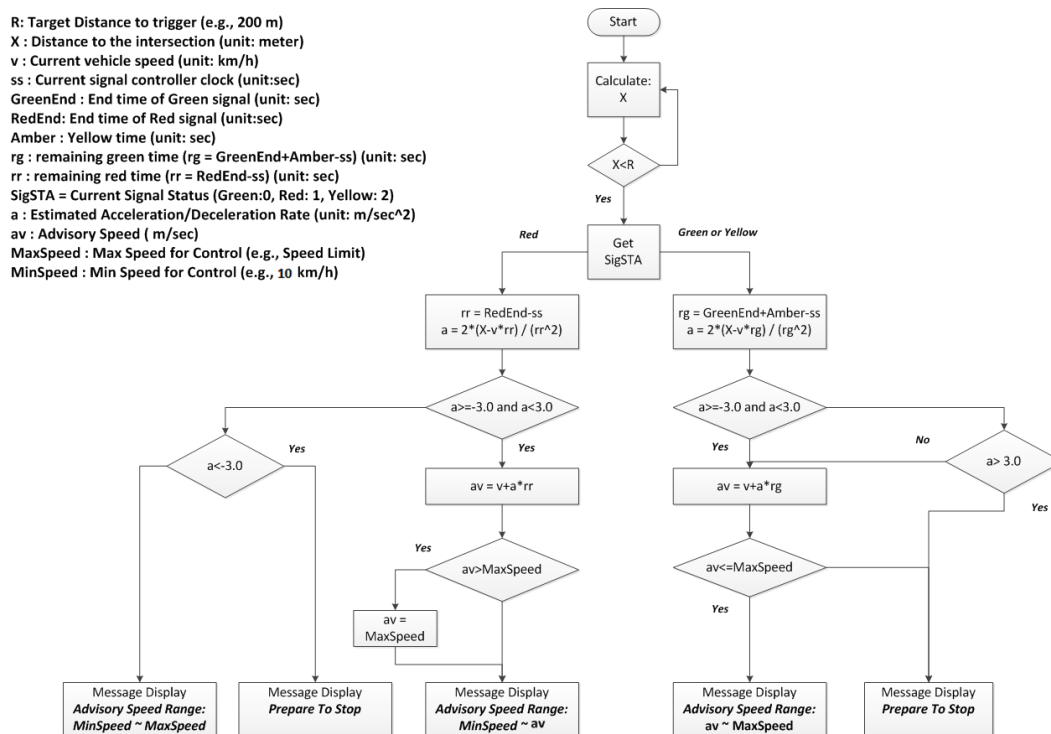 R: Target Distance to trigger (e.g., 200 m)
X : Distance to the intersection (unit: meter)
v : Current vehicle speed (unit: km/h)
ss : Current signal controller clock (unit:sec)
GreenEnd : End time of Green signal (unit: sec)
RedEnd: End time of Red signal (unit:sec)
Amber : Yellow time (unit: sec)
rg : remaining green time (rg = GreenEnd+Amber-ss) (unit: sec)
rr : remaining red time (rr = RedEnd-ss) (unit: sec)
SigSTA = Current Signal Status (Green:0, Red: 1, Yellow: 2)
a : Estimated Acceleration/Deceleration Rate (unit: m/sec^2)
av : Advisory Speed ( m/sec)
MaxSpeed : Max Speed for Control (e.g., Speed Limit)
MinSpeed : Min Speed for Control (e.g., 10 km/h)
Start
Calculate:
X
X<R
Yes
Red
Get
SigSTA
Green or Yellow
rr = RedEnd-ss
a = 2*(X-v*rr) / (rr^2)
rg = GreenEnd+Amber-ss
a = 2*(X-v*rg) / (rg^2)
a>=-3.0 and a<3.0
a>=-3.0 and a<3.0
Yes
Yes
Yes
No
a<-3.0
a> 3.0
av = v+a*rr
av = v+a*rg
Yes
Yes
av>MaxSpeed
av<=MaxSpeed
Yes
av =
MaxSpeed
Message Display
Advisory Speed Range:
MinSpeed ~ MaxSpeed
Message Display
Prepare To Stop
Message Display
Advisory Speed Range:
MinSpeed ~ av
Message Display
Advisory Speed Range:
av ~ MaxSpeed
Message Display
Prepare To Stop